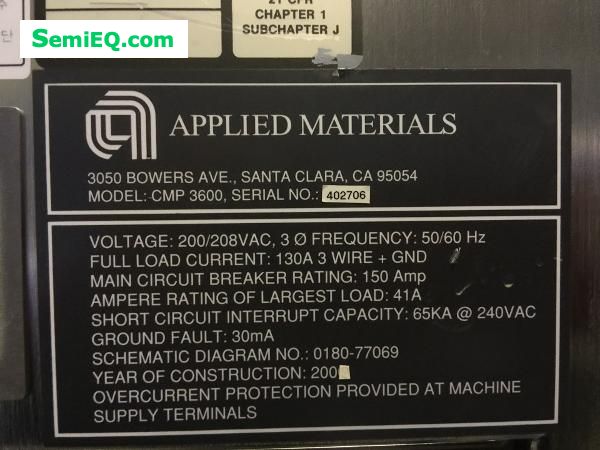 21 CFR
CHAPTER 1
SUBCHAPTER J
SemiEQ.com
단
APPLIED MATERIALS
3050 BOWERS AVE., SANTA CLARA, CA 95054
MODEL: CMP 3600, SERIAL NO.: 402706
VOLTAGE: 200/208VAC, 3 Ø FREQUENCY: 50/60 Hz
FULL LOAD CURRENT: 130A 3 WIRE + GND
MAIN CIRCUIT BREAKER RATING: 150 Amp
AMPERE RATING OF LARGEST LOAD: 41A
SHORT CIRCUIT INTERRUPT CAPACITY: 65KA @ 240VAC
GROUND FAULT: 30mA
SCHEMATIC DIAGRAM NO.: 0180-77069
YEAR OF CONSTRUCTION: 200
OVERCURRENT PROTECTION PROVIDED AT MACHINE
SUPPLY TERMINALS